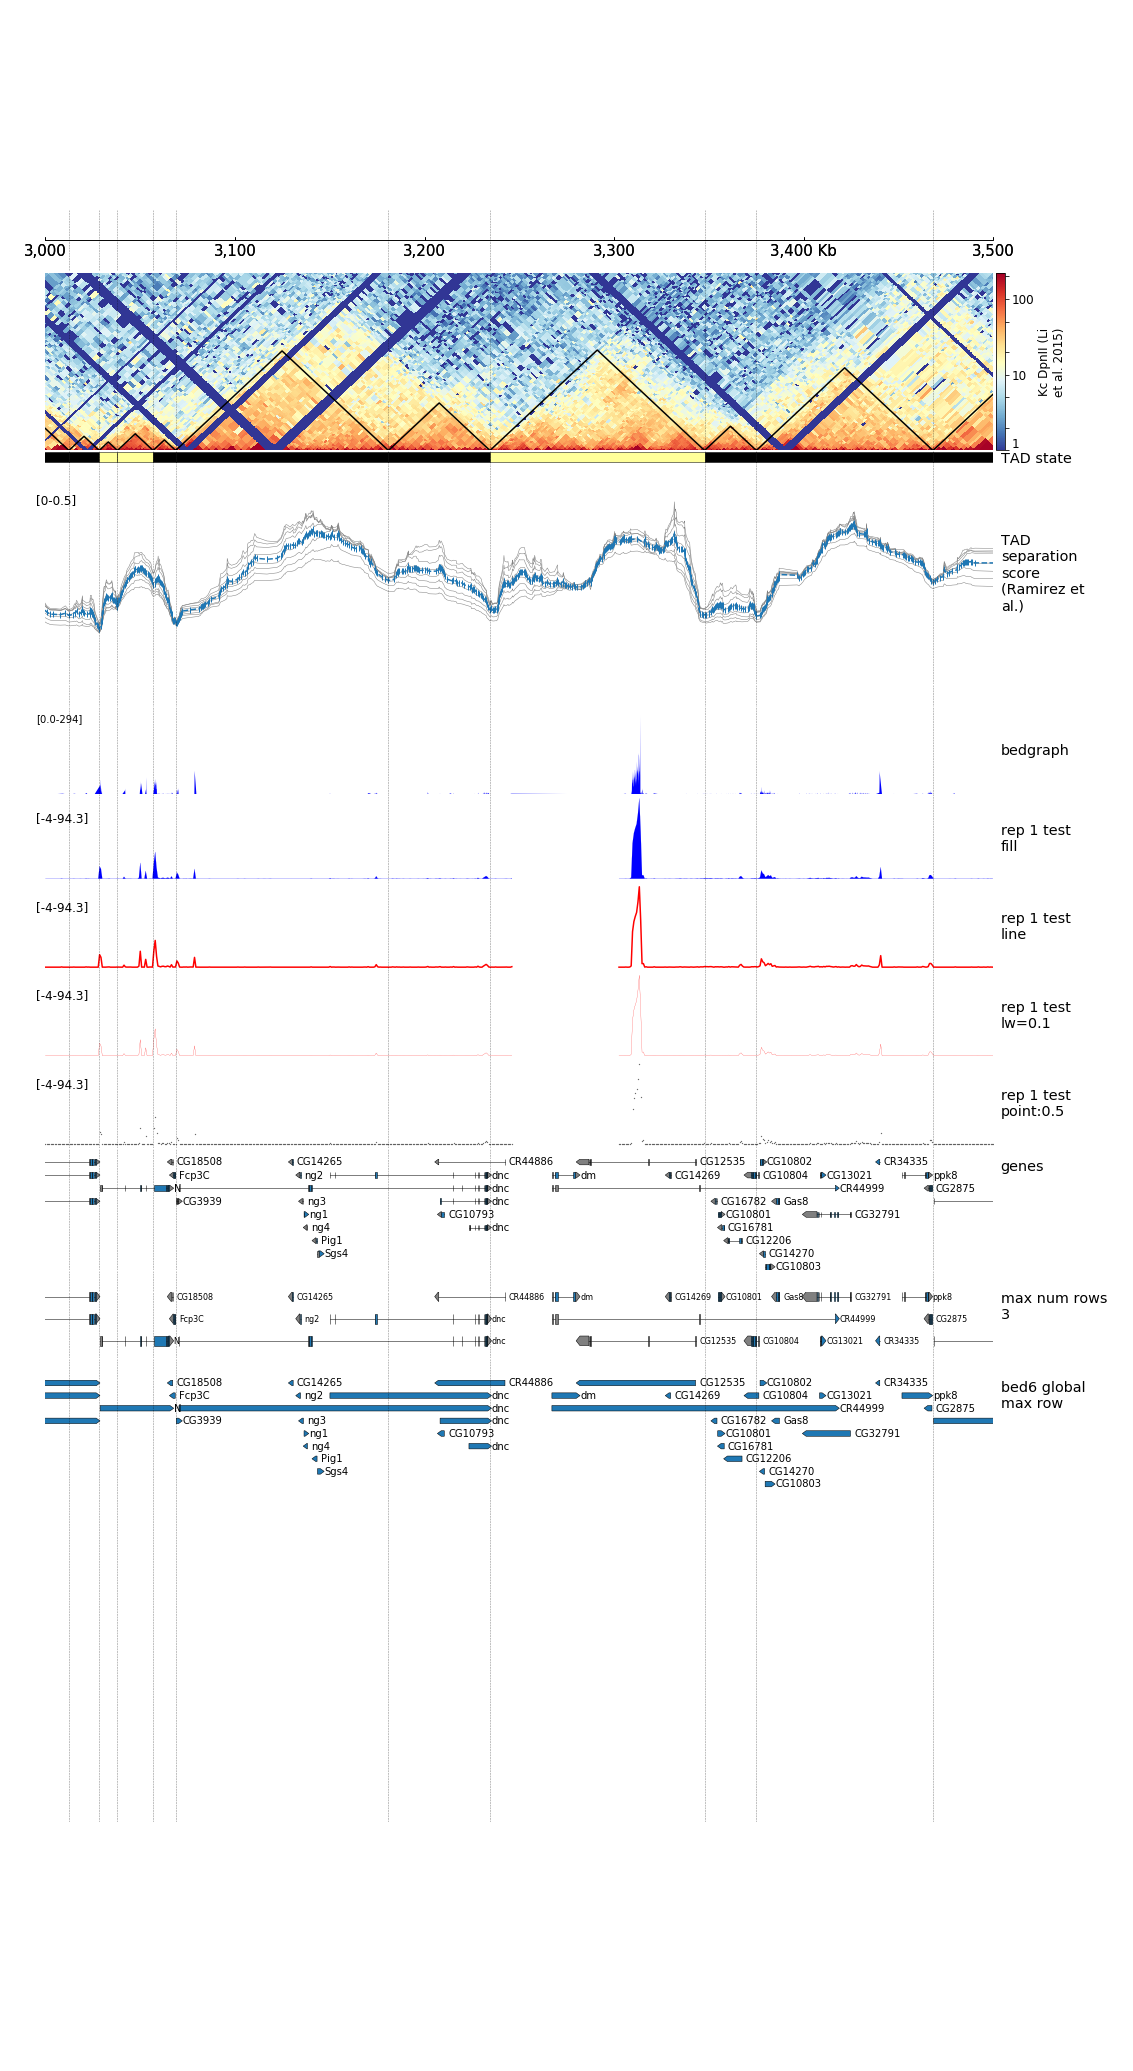 3,000 3,100 3,200 3,300 3,400 Kb 3,500
100
10
1
Kc DpnII (Li
et al. 2015)
TAD state
[0-0.5]
TAD
separation
score
(Ramirez et
al.)
[0.0-294]
bedgraph
[-4-94.3]
rep 1 test
fill
[-4-94.3]
rep 1 test
line
[-4-94.3]
rep 1 test
lw=0.1
[-4-94.3]
rep 1 test
point:0.5
CG18508 CG14265 CR44886 CG12535 CG10802 CR34335
genes
Fcp3C ng2 dnc dm CG14269 CG10804 CG13021 ppk8
N dnc CR44999 CG2875
CG3939 ng3 dnc CG16782 Gas8
ng1 CG10793 CG10801 CG32791
ng4 dnc CG16781
Pig1 CG12206
Sgs4 CG14270
CG10803
CG18508 CG14265 CR44886 dm CG14269 CG10801 Gas8 CG32791 ppk8
max num rows
3
Fcp3C ng2 dnc CR44999 CG2875
N dnc CG12535 CG10804 CG13021 CR34335
CG18508 CG14265 CR44886 CG12535 CG10802 CR34335
bed6 global
max row
Fcp3C ng2 dnc dm CG14269 CG10804 CG13021 ppk8
N dnc CR44999 CG2875
CG3939 ng3 dnc CG16782 Gas8
ng1 CG10793 CG10801 CG32791
ng4 dnc CG16781
Pig1 CG12206
Sgs4 CG14270
CG10803